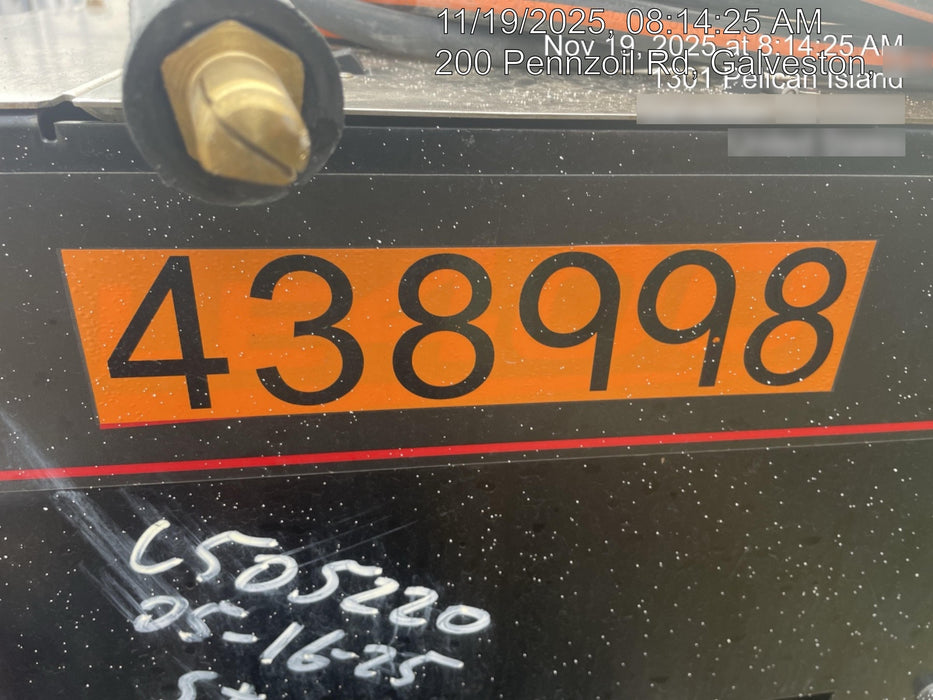 11/19/2025, 08:14:25 AM
Nov 19, 2025 at 8:14:25 AM
200 Pennzoil Rd, Galveston,
1301 Pelican Island
438998
L505220
05-16-25